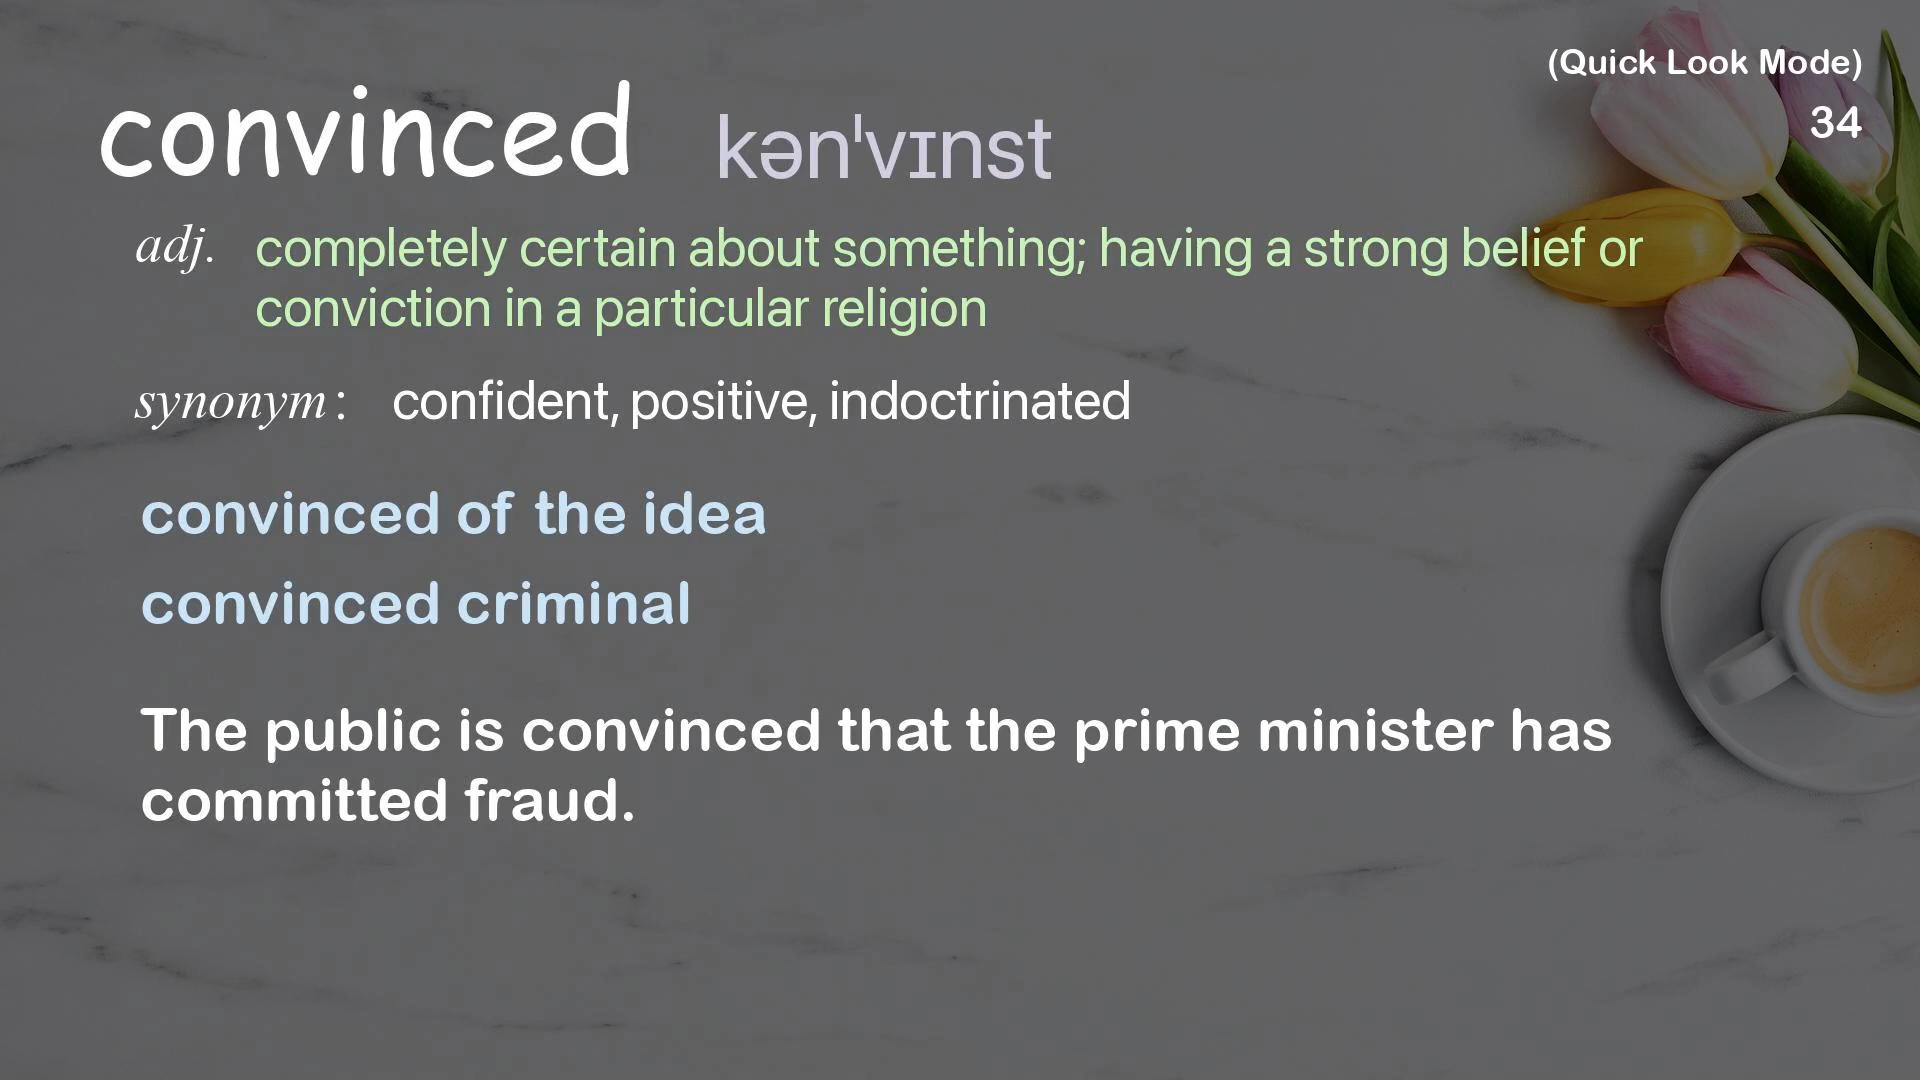 (Quick Look Mode)
34
convinced kən'vɪnst
adj. completely certain about something; having a strong belief or
conviction in a particular religion
synonym : confident, positive, indoctrinated
convinced of the idea
convinced criminal
The public is convinced that the prime minister has
committed fraud.